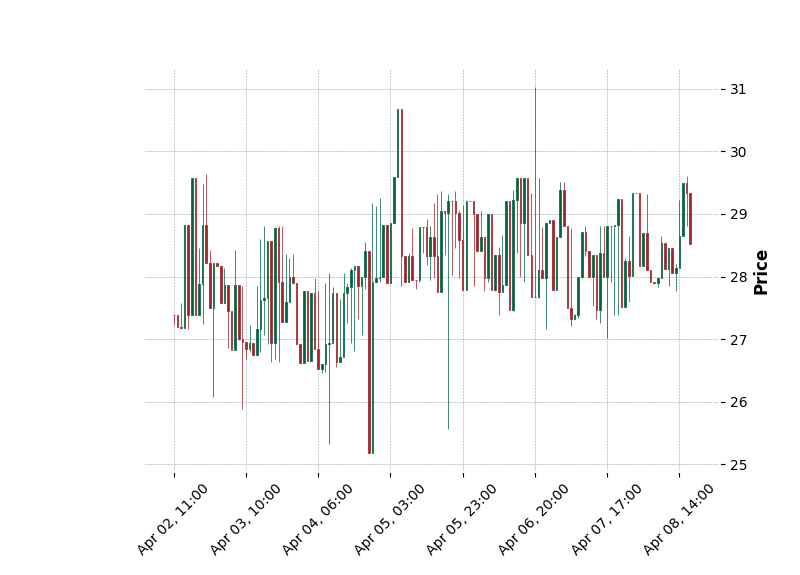 31
30
29
28
27
26
25
Price
Apr 02, 11:00
Apr 03, 10:00
Apr 04, 06:00
Apr 05, 03:00
Apr 05, 23:00
Apr 06, 20:00
Apr 07, 17:00
Apr 08, 14:00